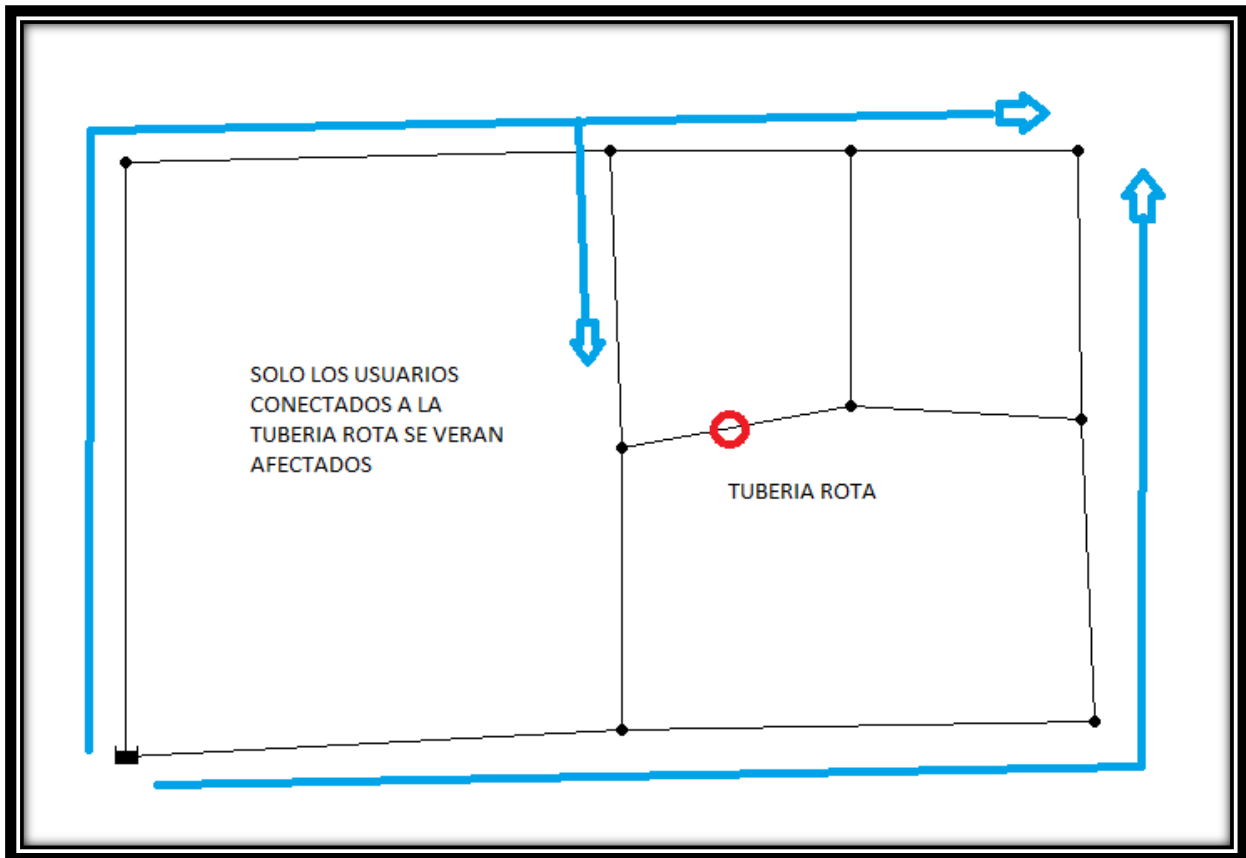 SOLO LOS USUARIOS
CONECTADOS A LA
TUBERIA ROTA SE VERAN
AFECTADOS
TUBERIA ROTA